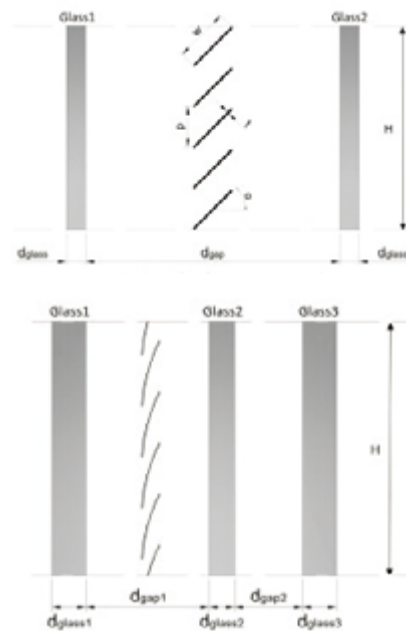 Glass1 Glass2
w
p
r
α
H
dglass dgap dglass
Glass1 Glass2 Glass3
H
dgap1 dgap2
dglass1 dglass2 dglass3